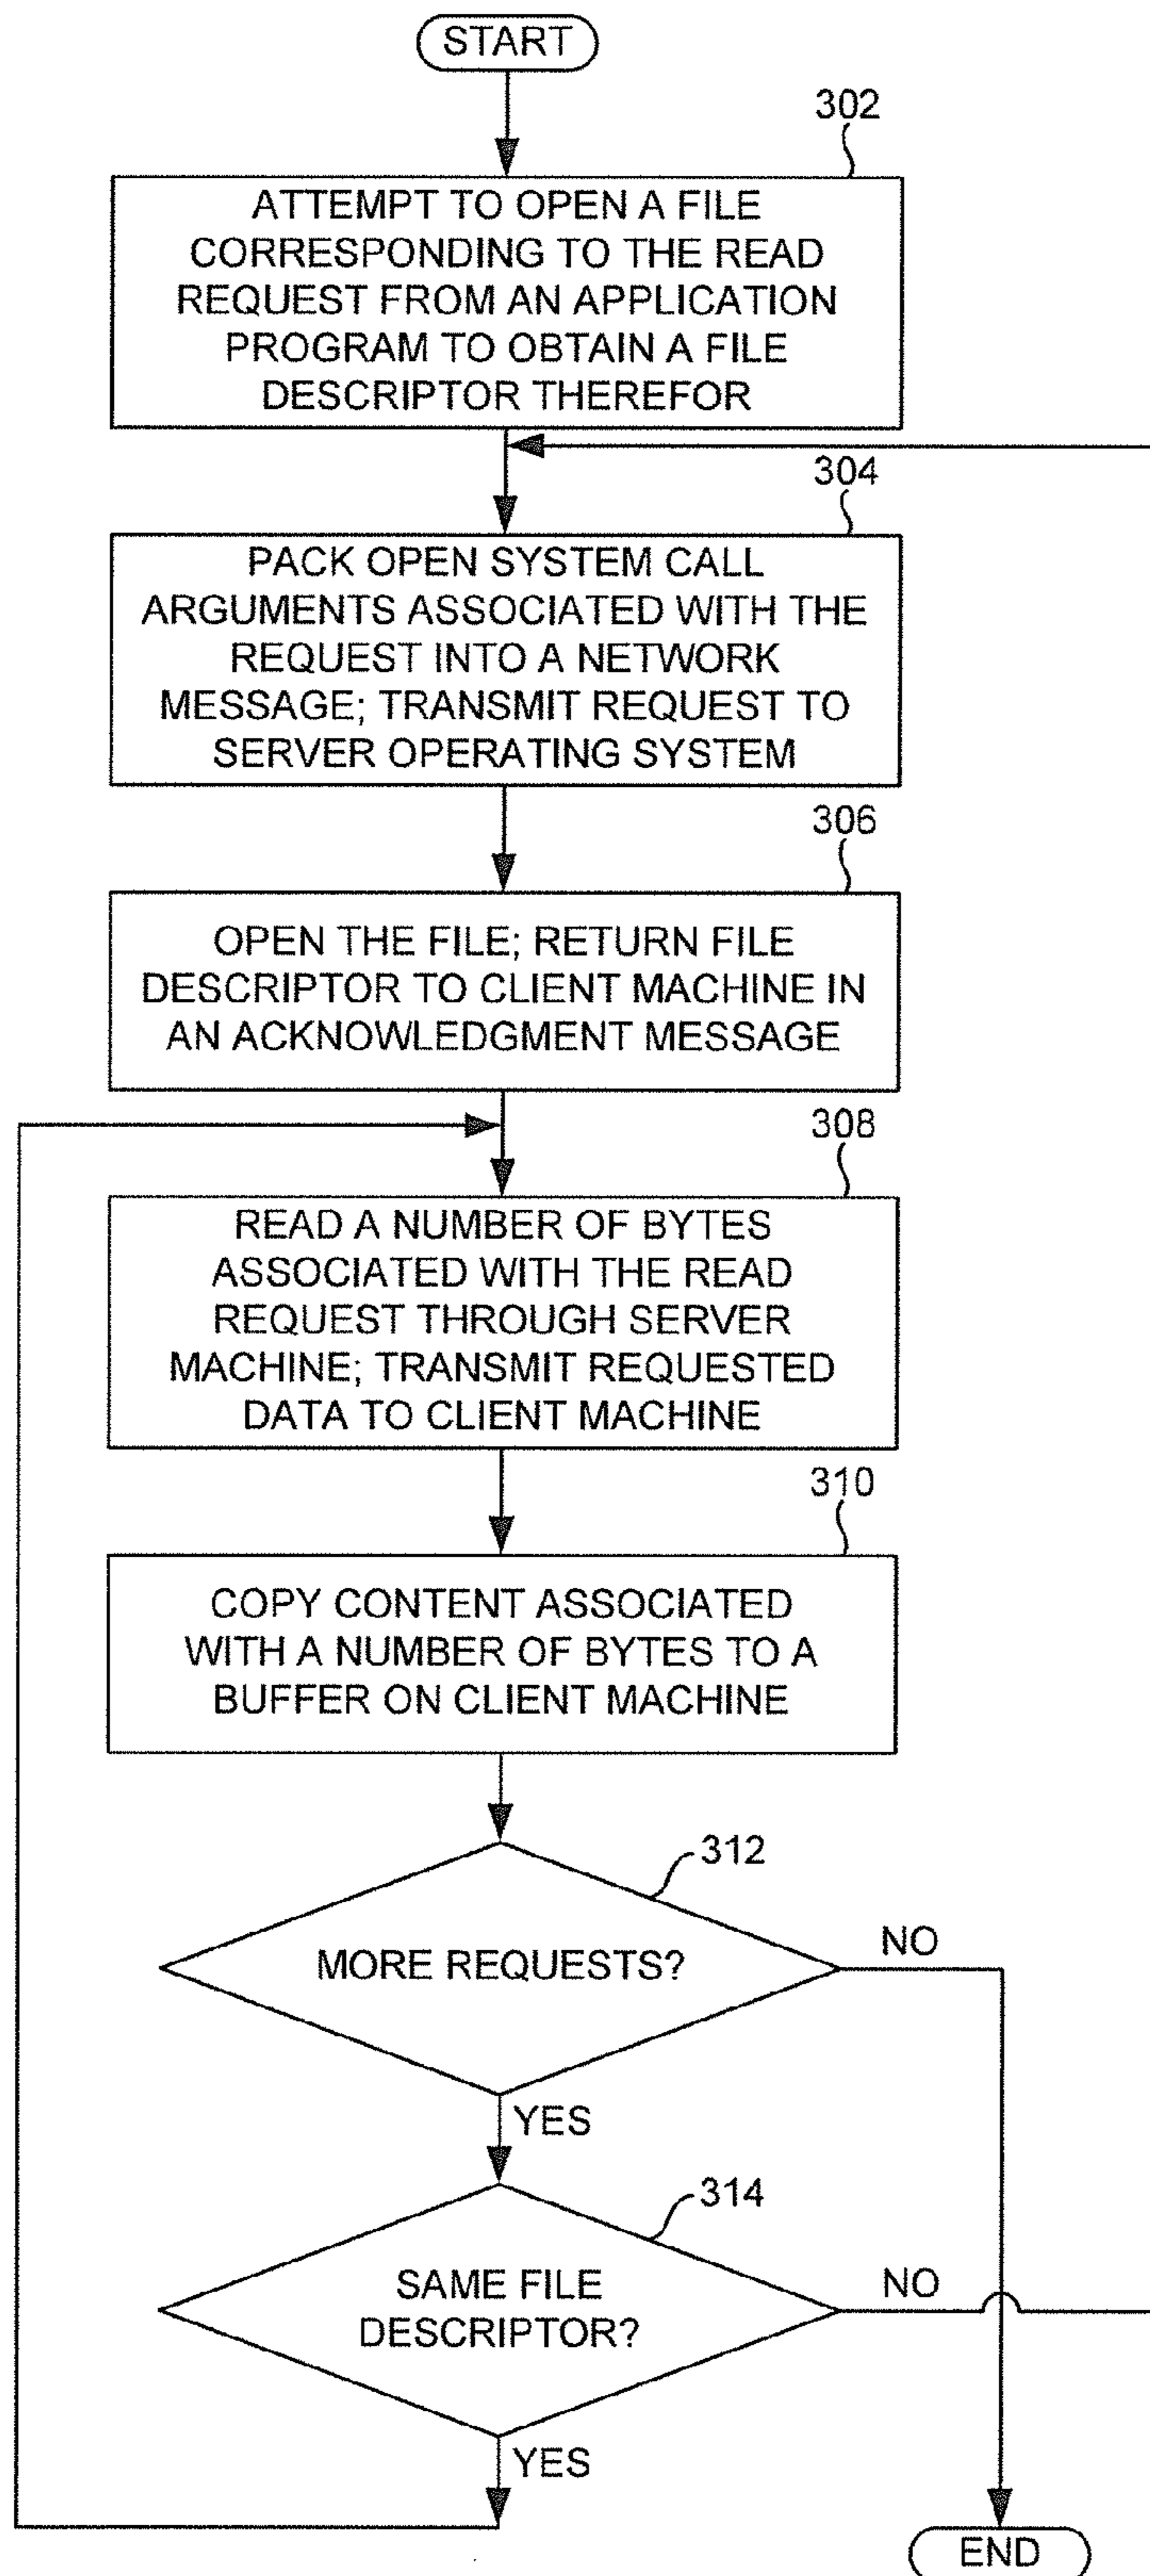 START
302
ATTEMPT TO OPEN A FILE
CORRESPONDING TO THE READ
REQUEST FROM AN APPLICATION
PROGRAM TO OBTAIN A FILE
DESCRIPTOR THEREFOR
304
PACK OPEN SYSTEM CALL
ARGUMENTS ASSOCIATED WITH THE
REQUEST INTO A NETWORK
MESSAGE; TRANSMIT REQUEST TO
SERVER OPERATING SYSTEM
306
OPEN THE FILE; RETURN FILE
DESCRIPTOR TO CLIENT MACHINE IN
AN ACKNOWLEDGMENT MESSAGE
308
READ A NUMBER OF BYTES
ASSOCIATED WITH THE READ
REQUEST THROUGH SERVER
MACHINE; TRANSMIT REQUESTED
DATA TO CLIENT MACHINE
310
COPY CONTENT ASSOCIATED
WITH A NUMBER OF BYTES TO A
BUFFER ON CLIENT MACHINE
312
MORE REQUESTS?
NO
YES
314
SAME FILE
DESCRIPTOR?
NO
YES
END